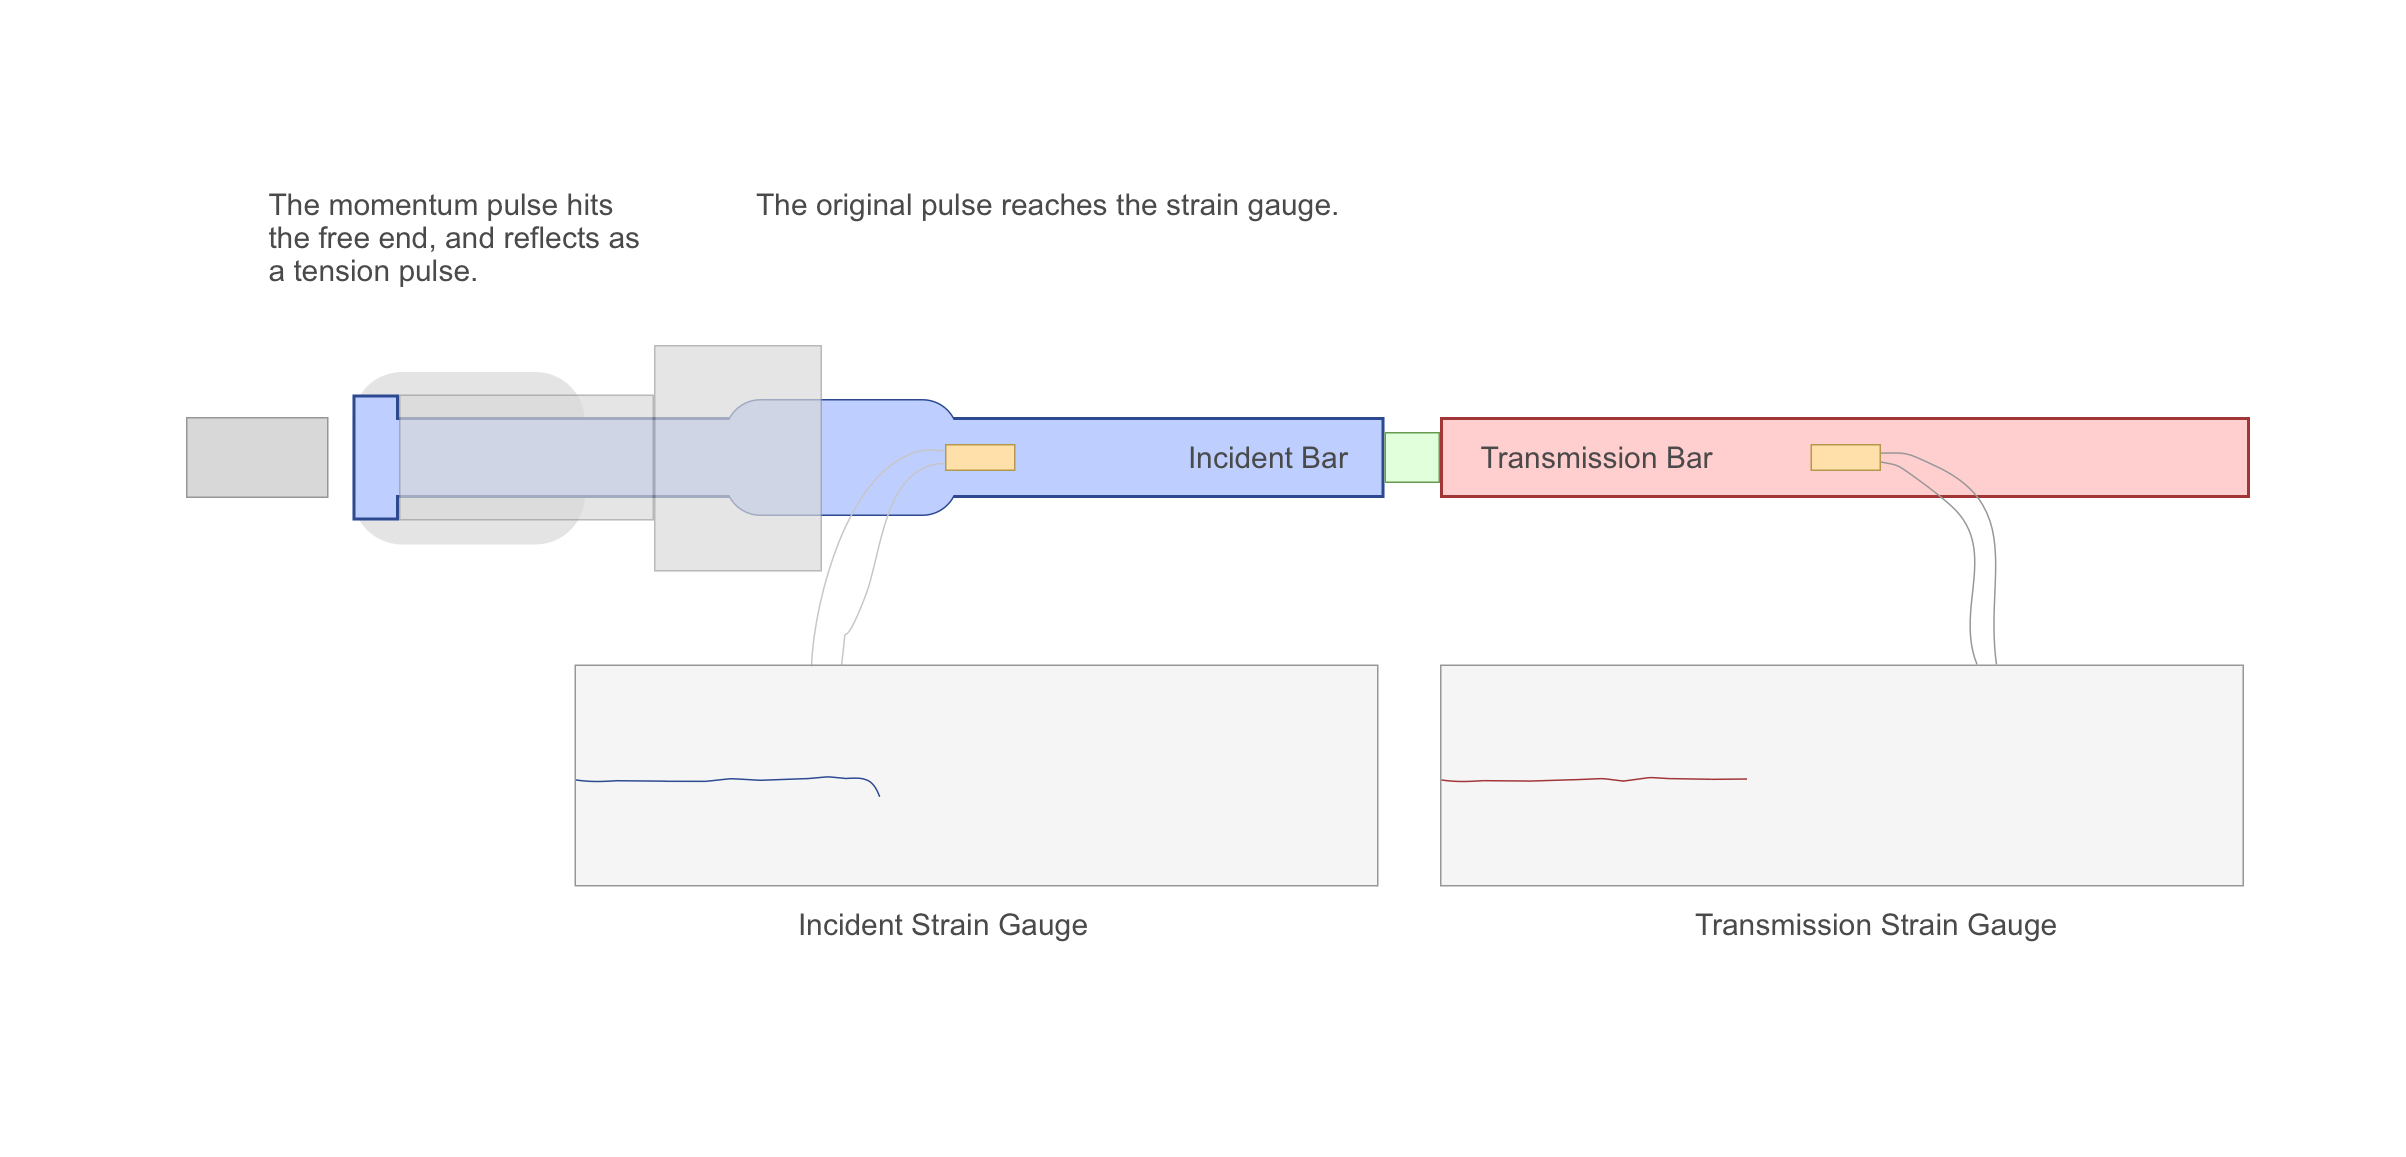 The momentum pulse hits
the free end, and reflects as
a tension pulse.
The original pulse reaches the strain gauge.
Incident Bar
Transmission Bar
Incident Strain Gauge
Transmission Strain Gauge